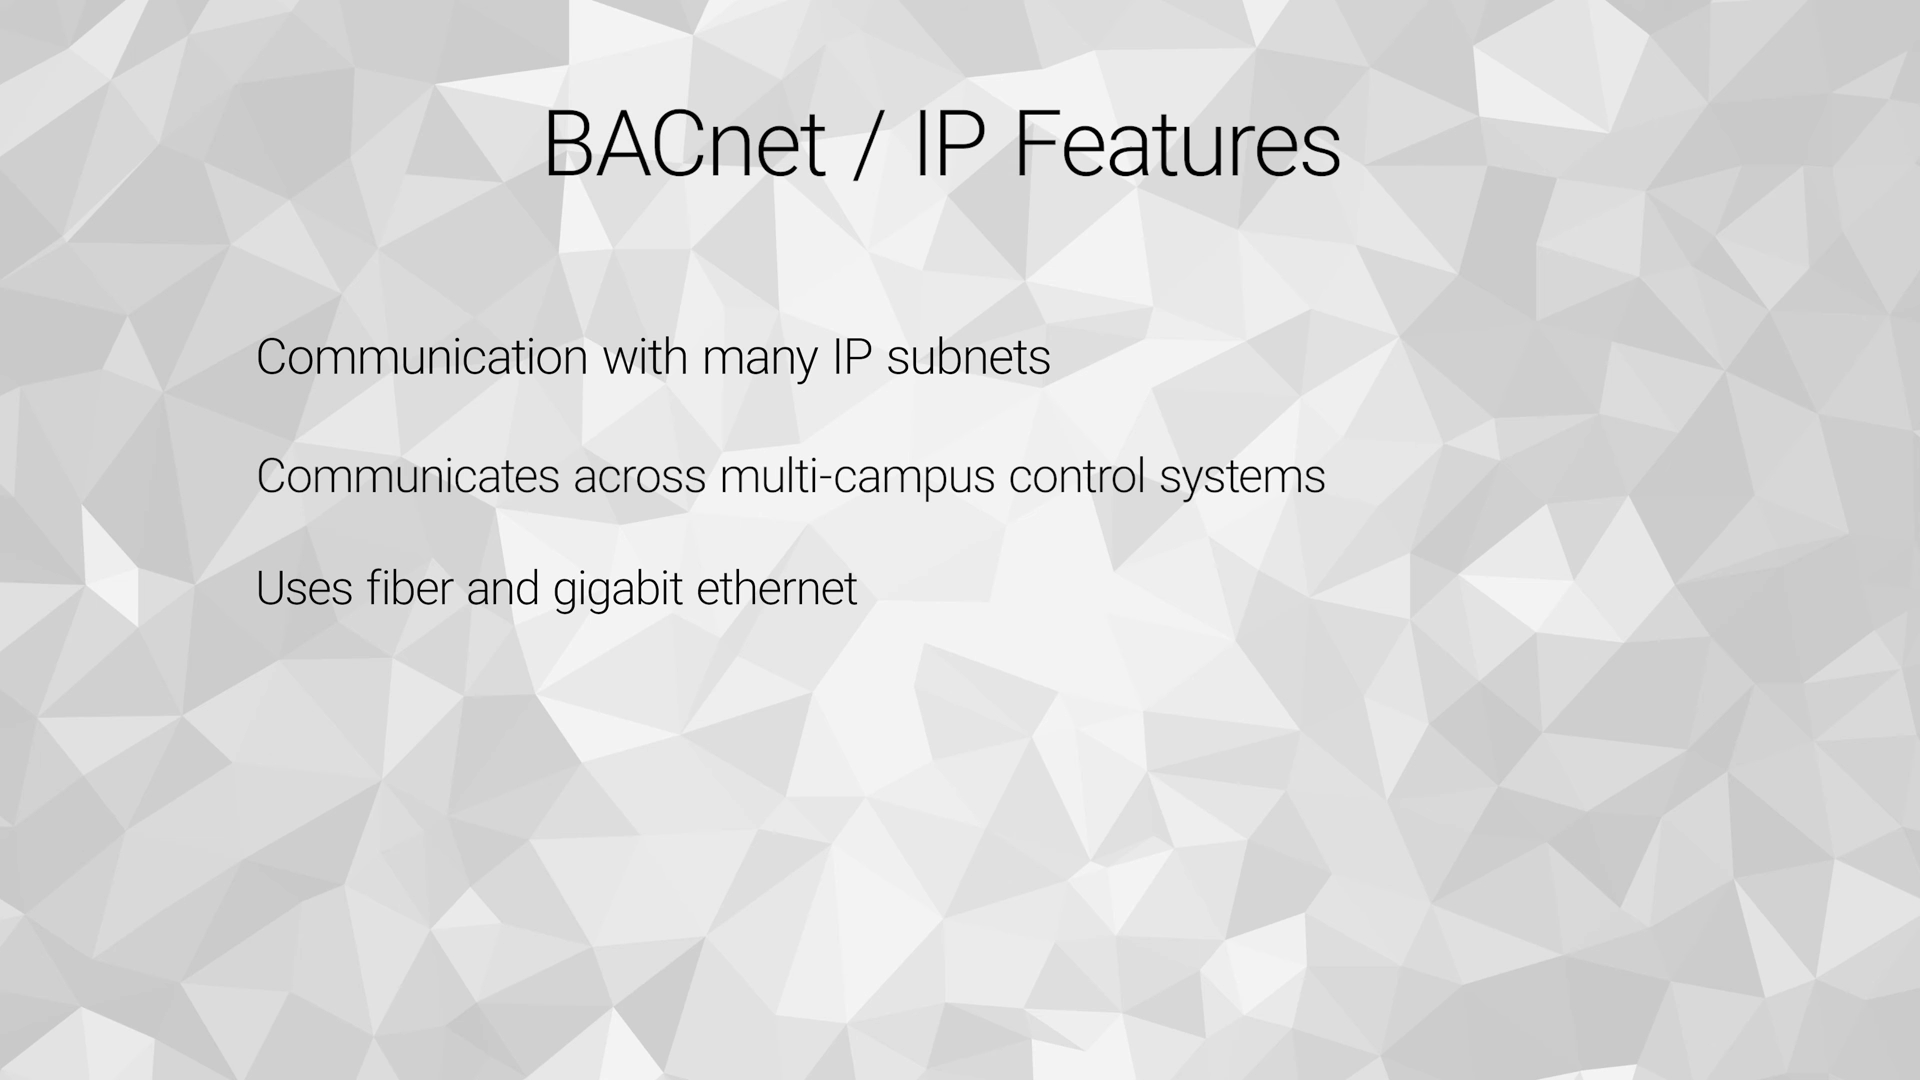 BACnet / IP Features
Communication with many IP subnets
Communicates across multi-campus control systems
Uses fiber and gigabit ethernet